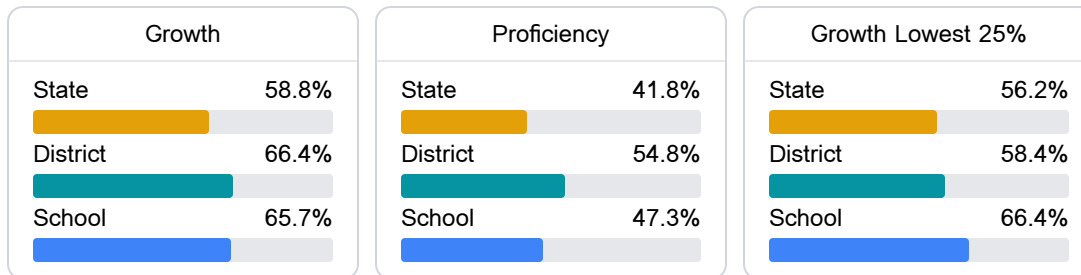 Growth
State 58.8%
District 66.4%
School 65.7%
Proficiency
State 41.8%
District 54.8%
School 47.3%
Growth Lowest 25%
State 56.2%
District 58.4%
School 66.4%